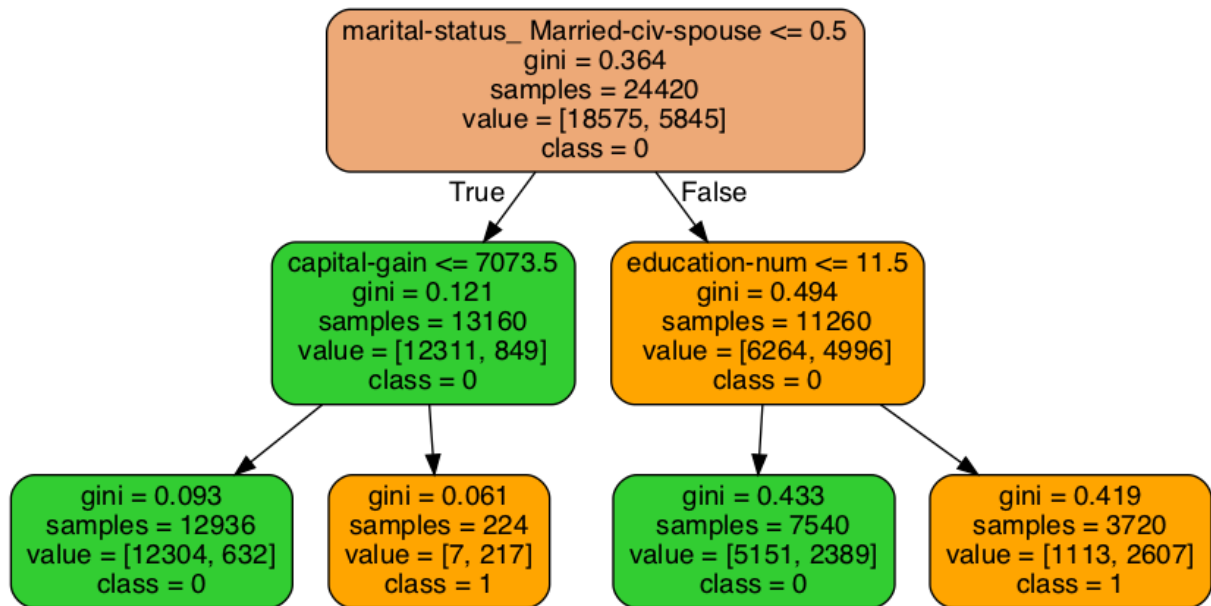 marital-status_ Married-civ-spouse <= 0.5
gini = 0.364
samples = 24420
value = [18575, 5845]
class = 0
True
False
capital-gain <= 7073.5
gini = 0.121
samples = 13160
value = [12311, 849]
class = 0
education-num <= 11.5
gini = 0.494
samples = 11260
value = [6264, 4996]
class = 0
gini = 0.093
samples = 12936
value = [12304, 632]
class = 0
gini = 0.061
samples = 224
value = [7, 217]
class = 1
gini = 0.433
samples = 7540
value = [5151, 2389]
class = 0
gini = 0.419
samples = 3720
value = [1113, 2607]
class = 1